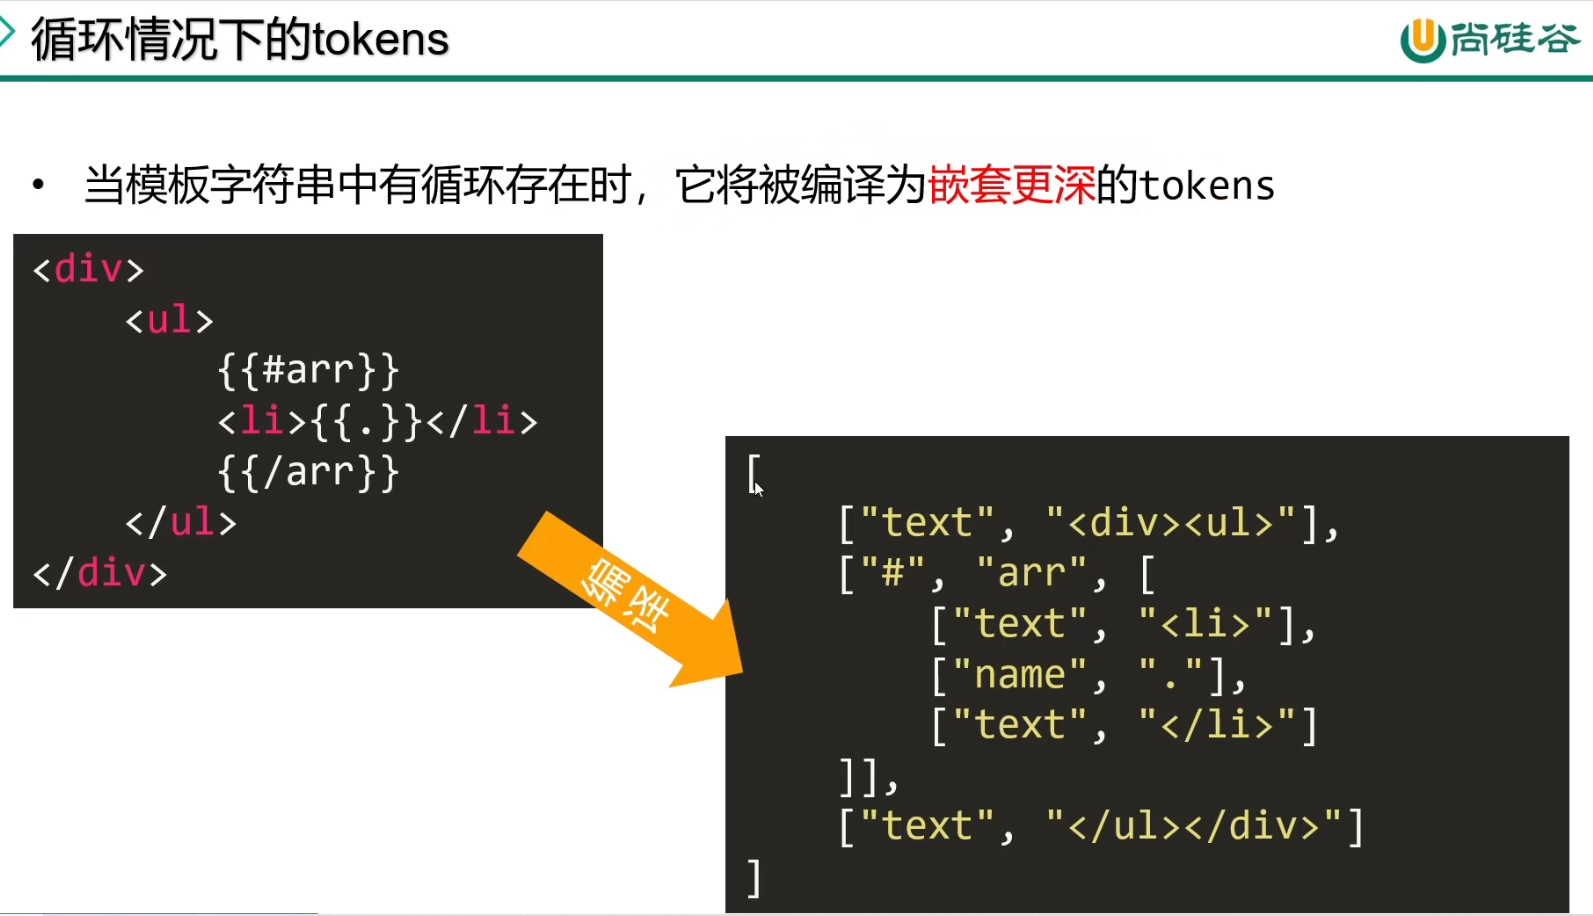 循环情况下的tokens
尚硅谷
• 当模板字符串中有循环存在时，它将被编译为嵌套更深的tokens
<div>
    <ul>
        {{#arr}}
        <li>{{.}}</li>
        {{/arr}}
    </ul>
</div>
编译
[
    ["text", "<div><ul>"],
    ["#", "arr", [
        ["text", "<li>"],
        ["name", "."],
        ["text", "</li>"]
    ]],
    ["text", "</ul></div>"]
]